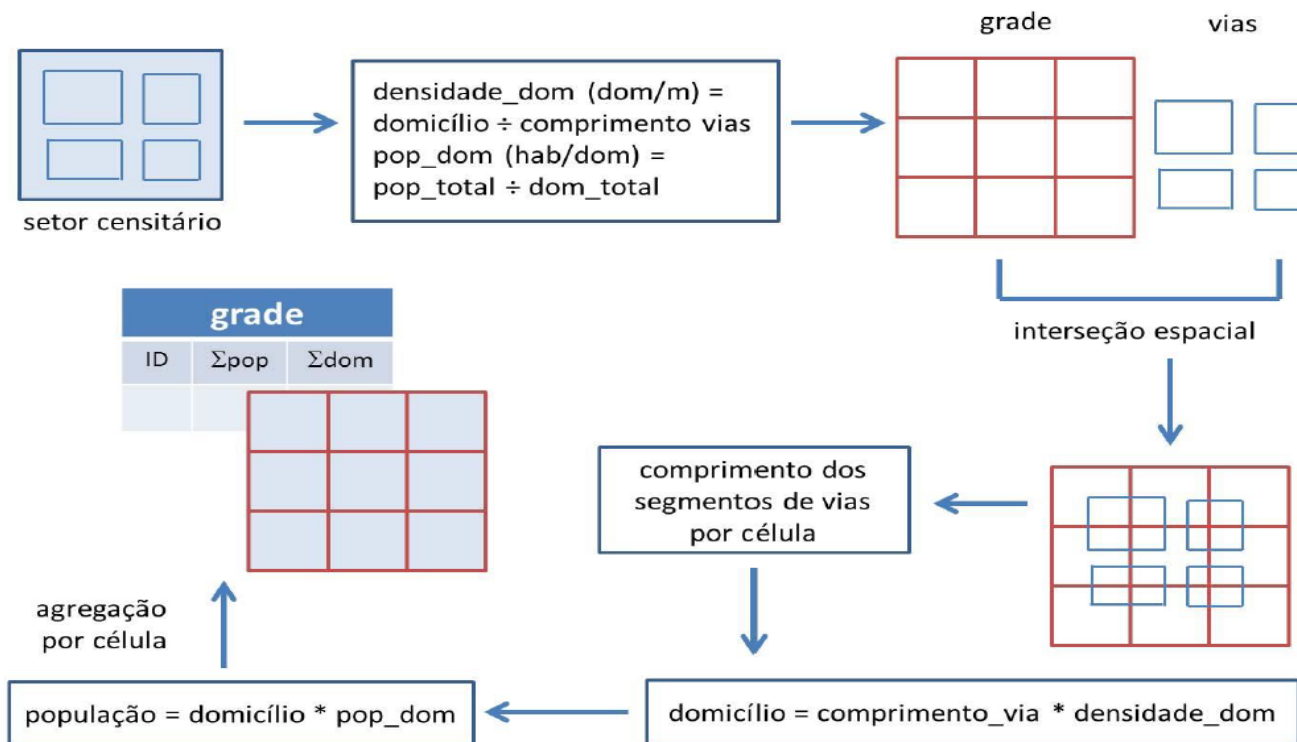 grade
vias
densidade_dom (dom/m) =
domicílio ÷ comprimento vias
pop_dom (hab/dom) =
pop_total ÷ dom_total
setor censitário
interseção espacial
grade
ID Σpop Σdom
comprimento dos
segmentos de vias
por célula
agregação
por célula
população = domicílio * pop_dom
domicílio = comprimento_via * densidade_dom